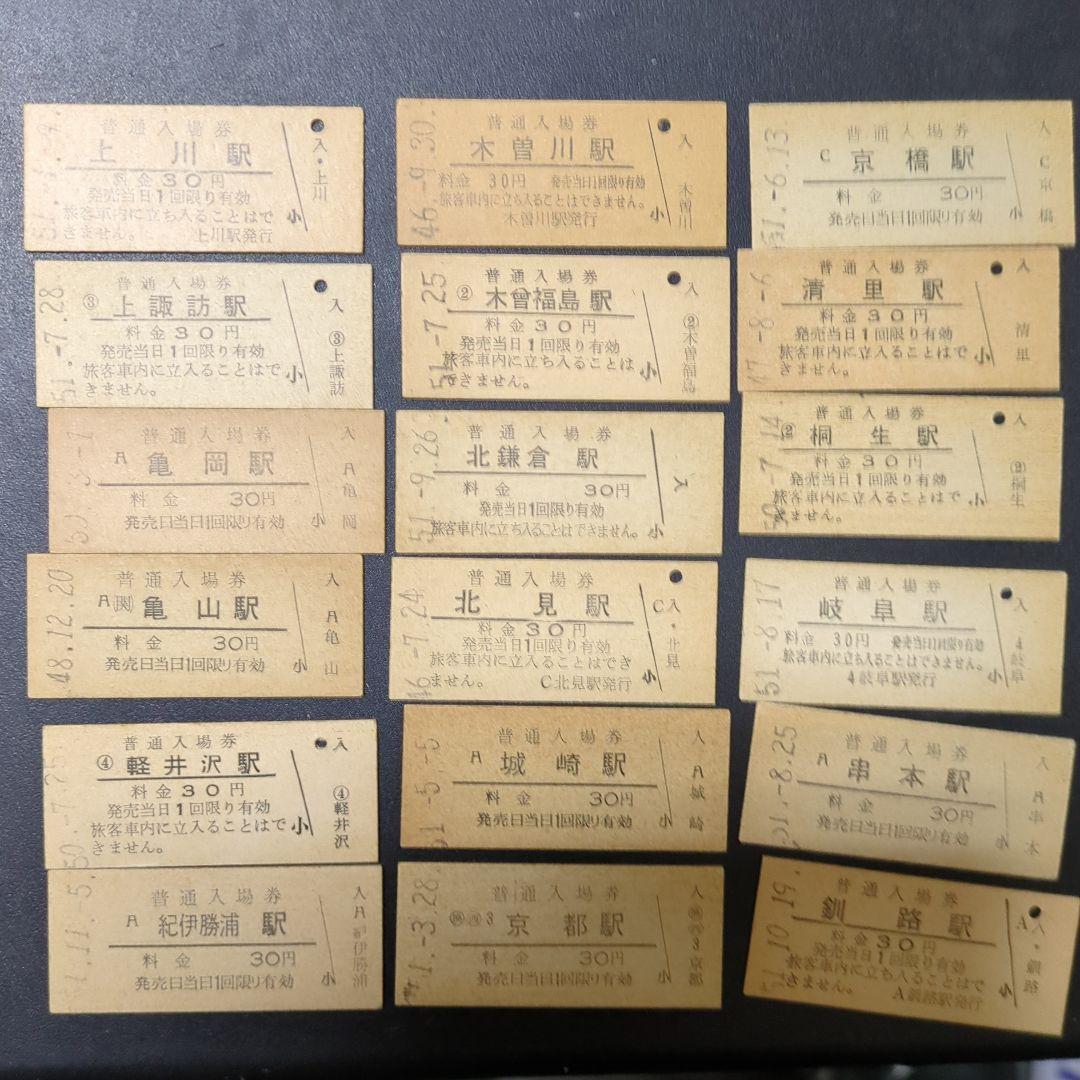 普通入場券
上川駅
料金30円
発売当日1回限り有効
旅客車内に立ち入ることはで
きません。 上川駅発行
小
入・上川
普通入場券
木曽川駅
料金 30円 発売当日1回限り有効
旅客車内に立ち入ることはできません。
木曽川駅発行
小
入
木曽川
46.-9.30.
普通入場券
C 京橋駅
料金 30円
発売日当日1回限り有効
小
入
C京橋
51.-6.13.
普通入場券
③ 上諏訪駅
料金30円
発売当日1回限り有効
旅客車内に立入ることはで
きません。
小
入
③上諏訪
51.-7.28
普通入場券
② 木曾福島駅
料金30円
発売当日1回限り有効
旅客車内に立ち入ることは
できません。
小
入
②木曽福島
51.-7.25
普通入場券
清里駅
料金30円
発売当日1回限り有効
旅客車内に立入ることはで
きません。
小
入
清里
47.-8.-6
普通入場券
亀岡駅
料金 30円
発売日当日1回限り有効
小
入
亀岡
普通入場券
北鎌倉駅
料金 30円
発売当日1回限り有効
旅客車内に立ち入ることはできません。
小
入
51.-9.26
普通入場券
② 桐生駅
料金30円
発売当日1回限り有効
旅客車内に立入ることはで
きません。
小
入
②桐生
50.-7.14
普通入場券
亀山駅
料金 30円
発売日当日1回限り有効
小
入
亀山
48.12.20
普通入場券
北見駅
料金30円
発売当日1回限り有効
旅客車内に立ち入ることはでき
ません。 C北見駅発行
小
C入・北見
46.-7.24
普通入場券
岐阜駅
料金 30円 発売当日1回限り有効
旅客車内に立ち入ることはできません。
4岐阜駅発行
小
入
4岐阜
51.-8.17
普通入場券
④ 軽井沢駅
料金30円
発売当日1回限り有効
旅客車内に立入ることはで
きません。
小
入
④軽井沢
50.-7.25
普通入場券
城崎駅
料金 30円
発売日当日1回限り有効
小
入
城崎
51.-5.-5
普通入場券
串本駅
料金 30円
発売日当日1回限り有効
小
入
串本
51.-8.25
普通入場券
紀伊勝浦駅
料金 30円
発売日当日1回限り有効
小
入
紀伊勝浦
51.11.-5
普通入場券
3 京都駅
料金 30円
発売日当日1回限り有効
小
入
3京都
51.-3.28
普通入場券
釧路駅
料金30円
発売当日1回限り有効
旅客車内に立ち入ることはで
きません。 A釧路駅発行
小
A入・釧路
51.10.19